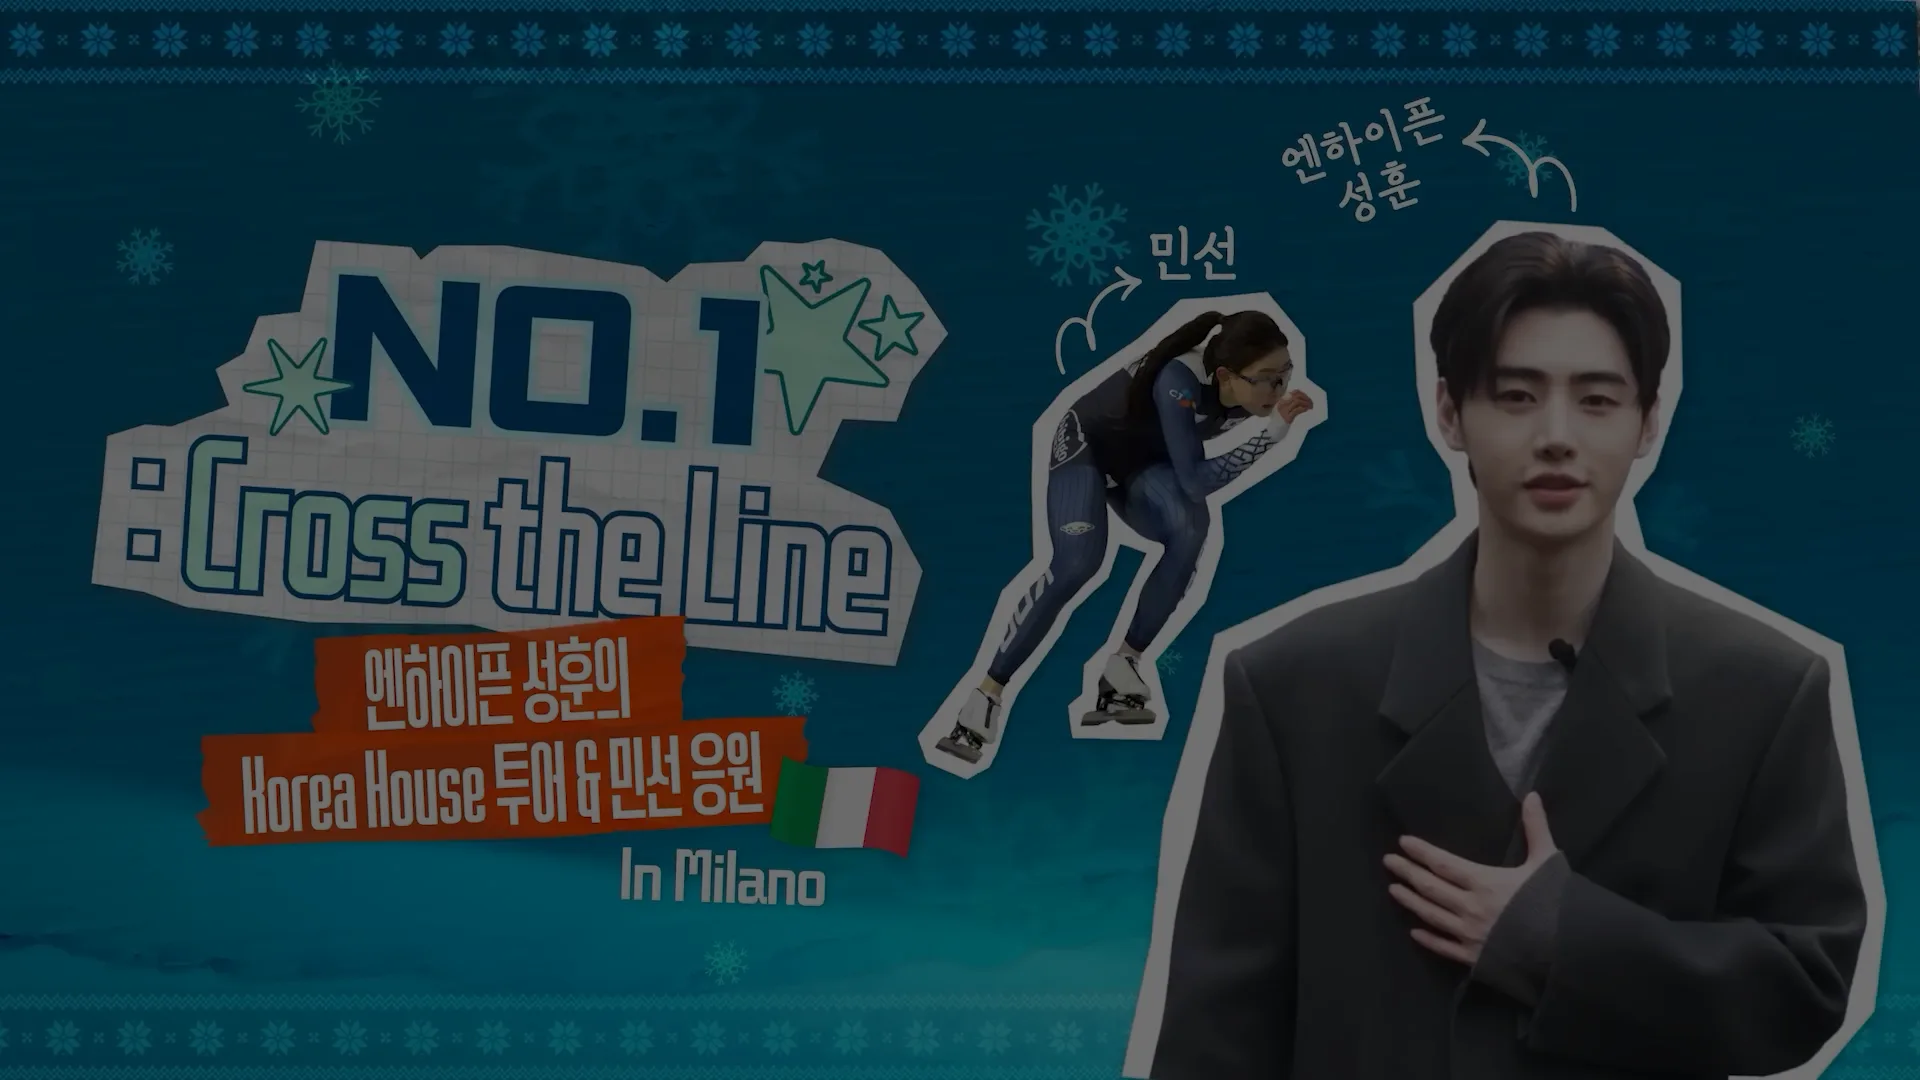 NO.1
: Cross the Line
엔하이픈 성훈의
Korea House 투어 & 민선 응원
In Milano
민선
엔하이픈
성훈
CJ